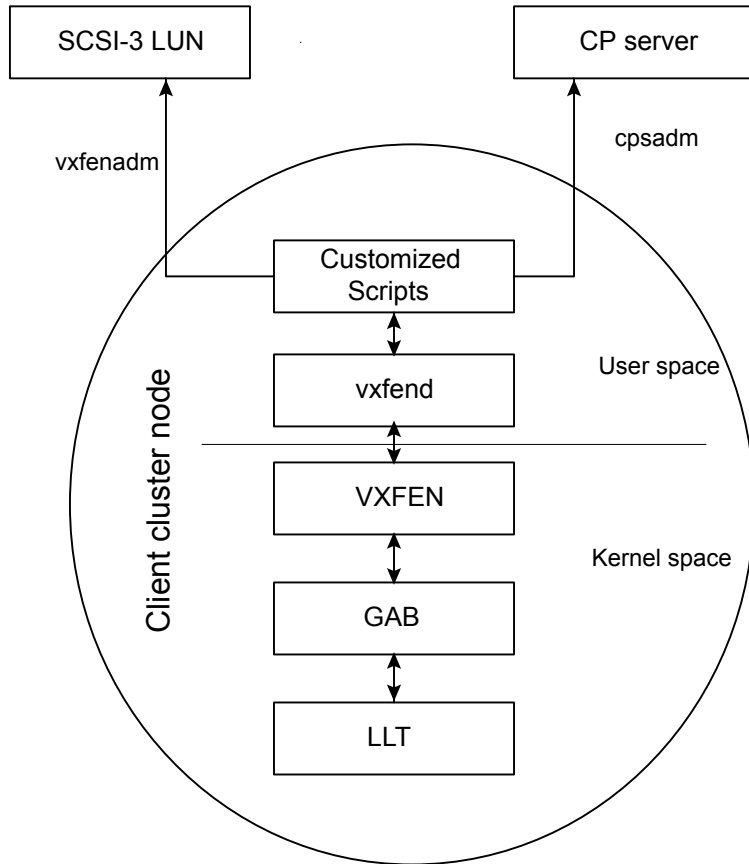 SCSI-3 LUN
CP server
vxfenadm
cpsadm
Customized
Scripts
vxfend
User space
Client cluster node
VXFEN
Kernel space
GAB
LLT